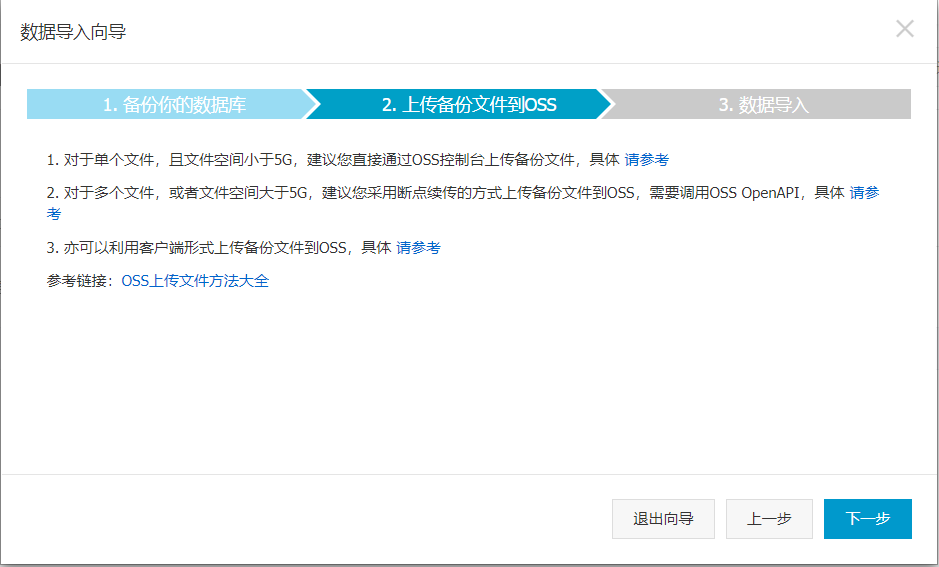 数据导入向导
1. 备份你的数据库
2. 上传备份文件到OSS
3. 数据导入
1. 对于单个文件，且文件空间小于5G，建议您直接通过OSS控制台上传备份文件，具体 请参考
2. 对于多个文件，或者文件空间大于5G，建议您采用断点续传的方式上传备份文件到OSS，需要调用OSS OpenAPI，具体 请参
考
3. 亦可以利用客户端形式上传备份文件到OSS，具体 请参考
参考链接：OSS上传文件方法大全
退出向导
上一步
下一步